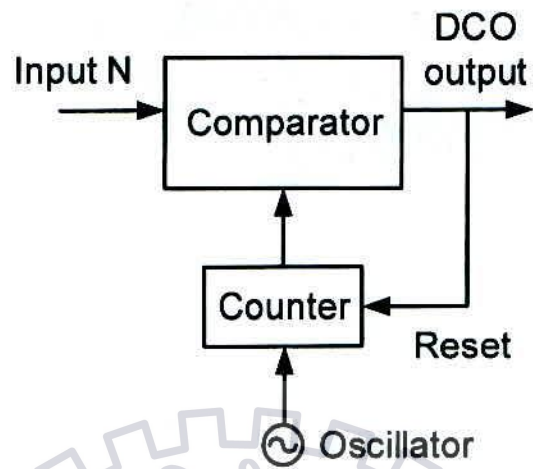 DCO
Input N
output
Comparator
Counter
Reset
Oscillator